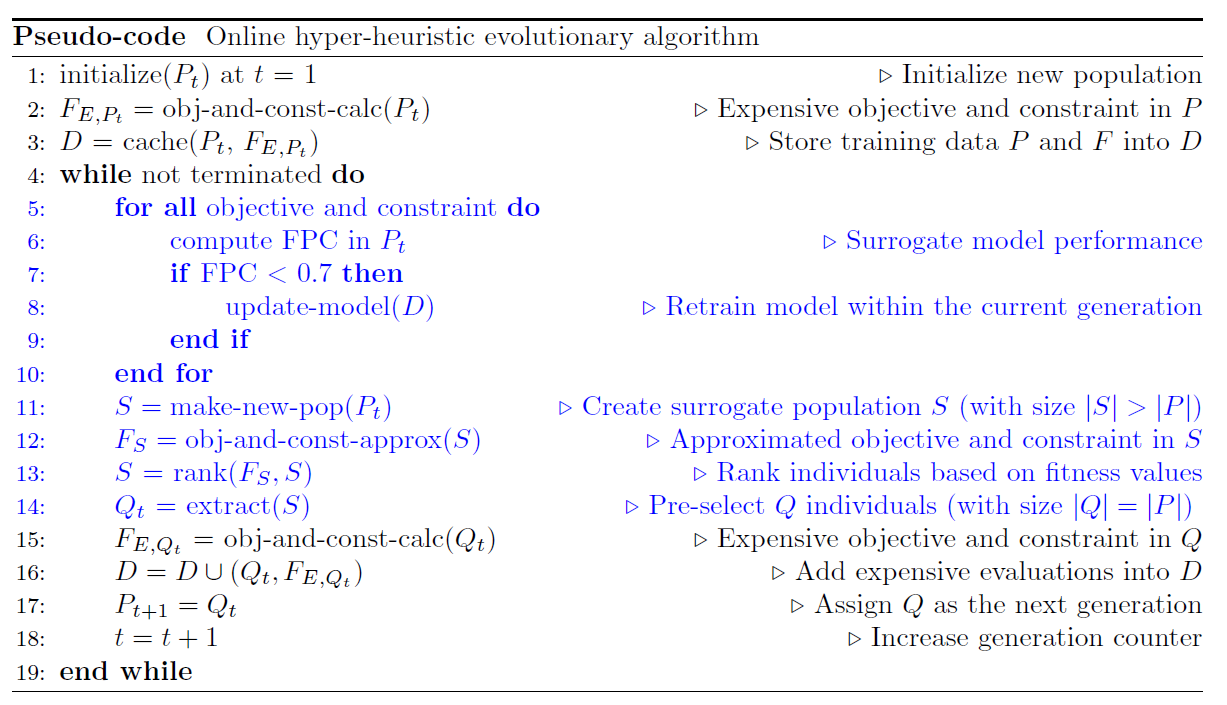 Pseudo-code Online hyper-heuristic evolutionary algorithm
1: initialize(P_t) at t = 1 ▷ Initialize new population
2: F_{E,P_t} = obj-and-const-calc(P_t) ▷ Expensive objective and constraint in P
3: D = cache(P_t, F_{E,P_t}) ▷ Store training data P and F into D
4: while not terminated do
5: for all objective and constraint do
6: compute FPC in P_t ▷ Surrogate model performance
7: if FPC < 0.7 then
8: update-model(D) ▷ Retrain model within the current generation
9: end if
10: end for
11: S = make-new-pop(P_t) ▷ Create surrogate population S (with size |S| > |P|)
12: F_S = obj-and-const-approx(S) ▷ Approximated objective and constraint in S
13: S = rank(F_S, S) ▷ Rank individuals based on fitness values
14: Q_t = extract(S) ▷ Pre-select Q individuals (with size |Q| = |P|)
15: F_{E,Q_t} = obj-and-const-calc(Q_t) ▷ Expensive objective and constraint in Q
16: D = D ∪ (Q_t, F_{E,Q_t}) ▷ Add expensive evaluations into D
17: P_{t+1} = Q_t ▷ Assign Q as the next generation
18: t = t + 1 ▷ Increase generation counter
19: end while